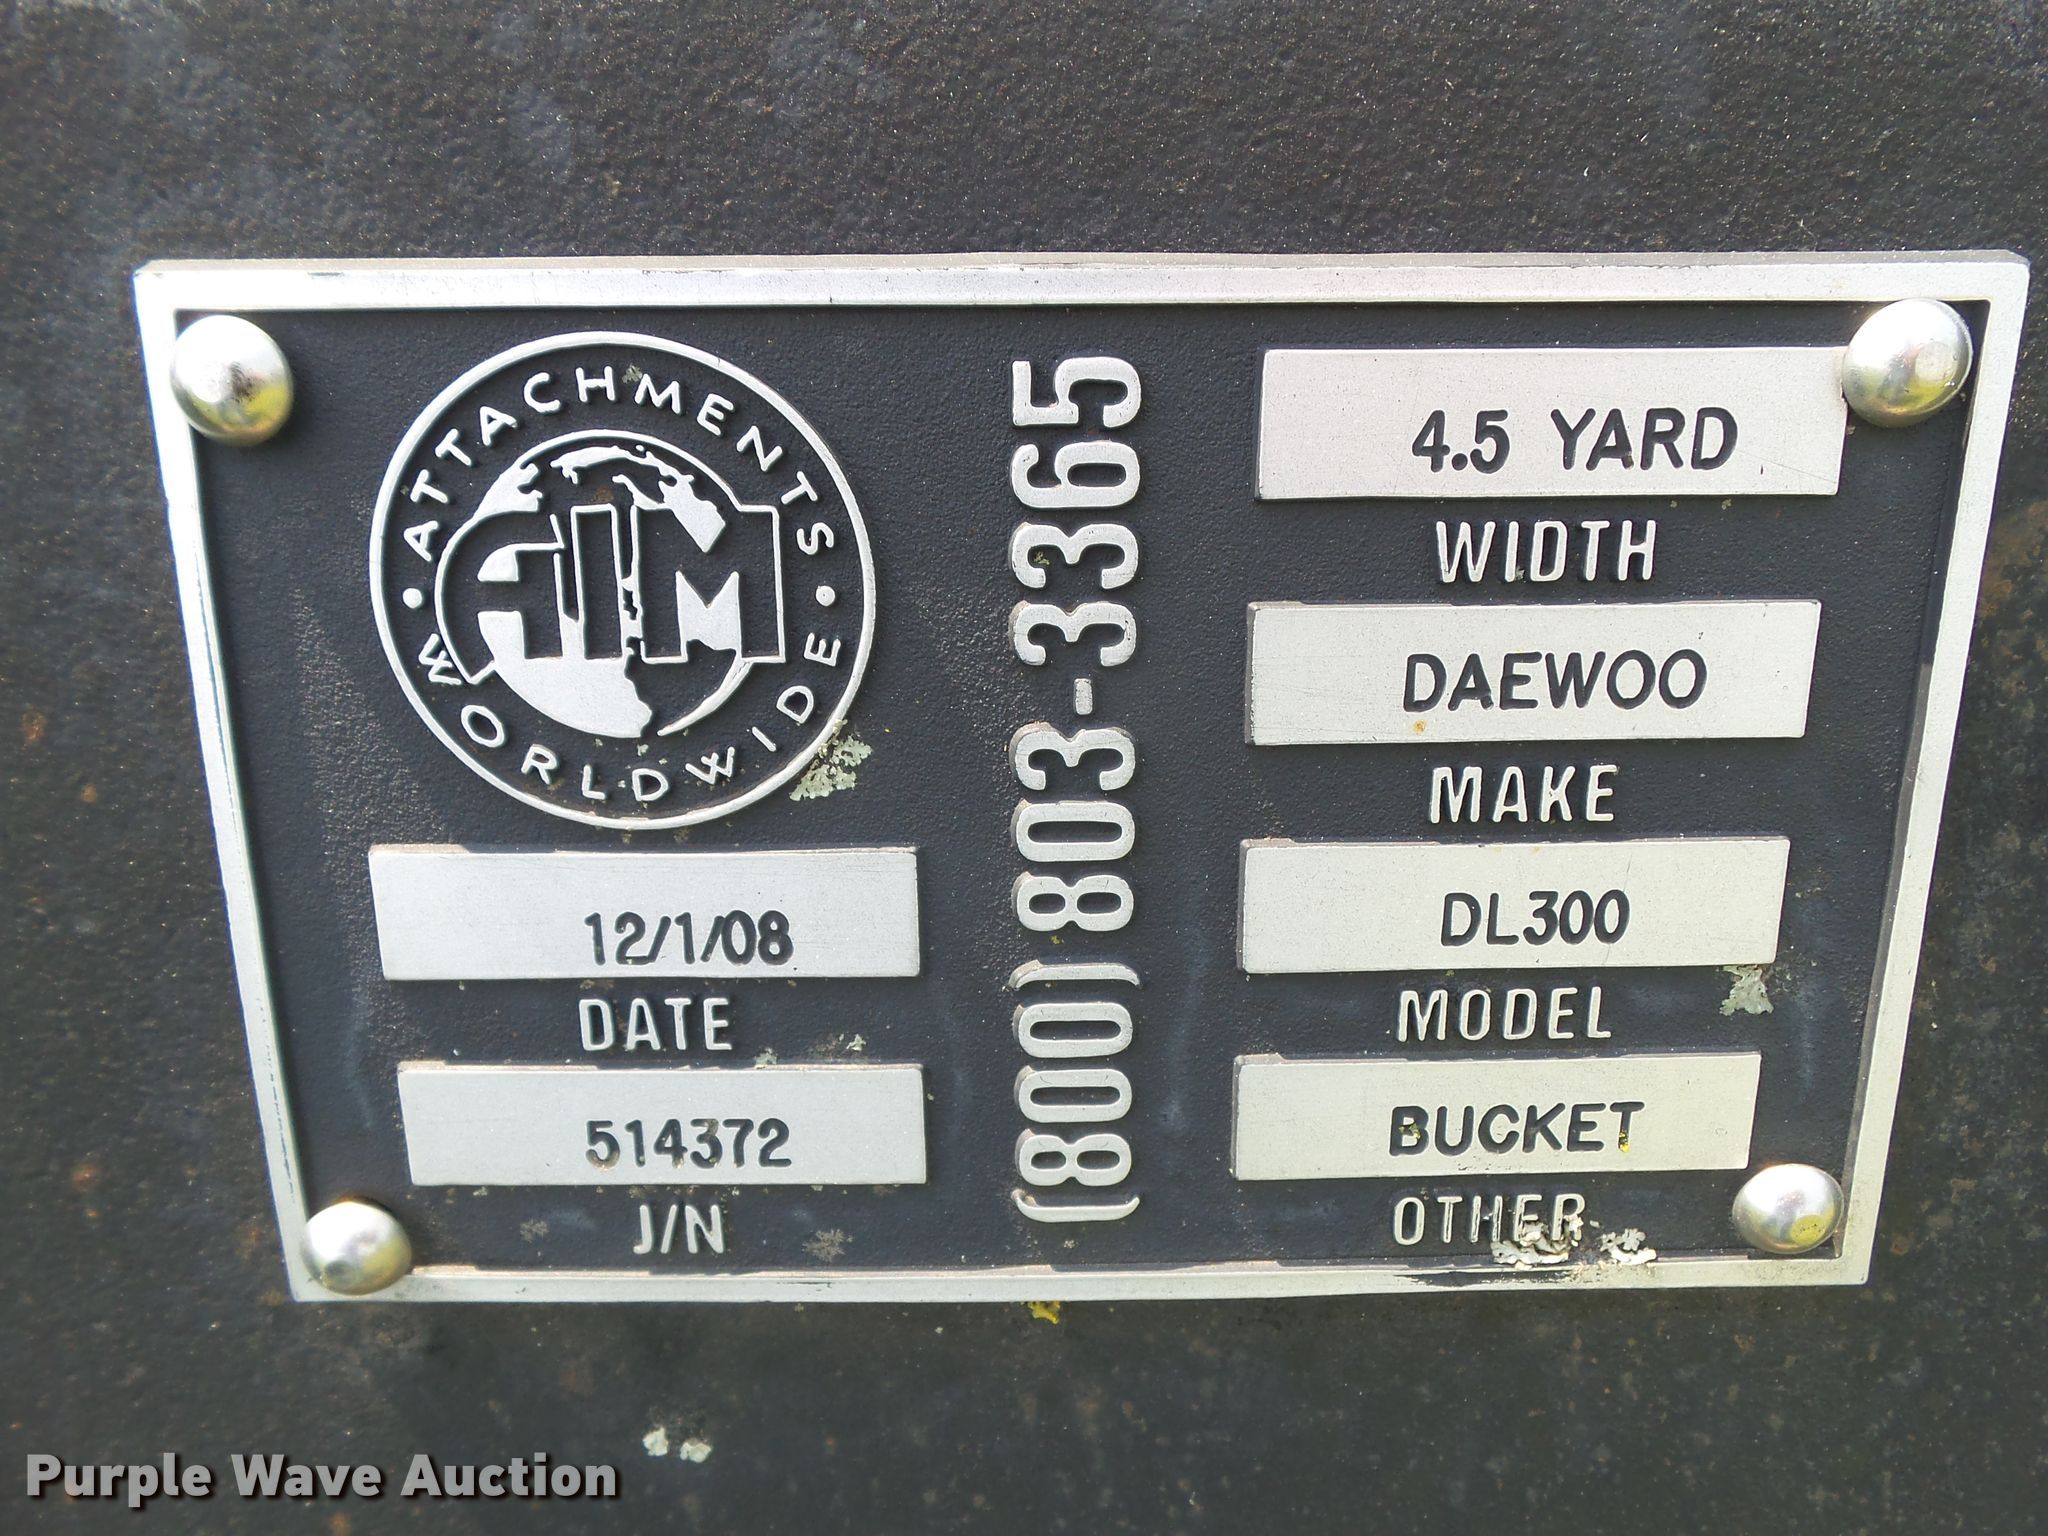 ATTACHMENTS
WORLDWIDE
12/1/08
DATE
514372
J/N
(800) 803-3365
4.5 YARD
WIDTH
DAEWOO
MAKE
DL300
MODEL
BUCKET
OTHER
Purple Wave Auction